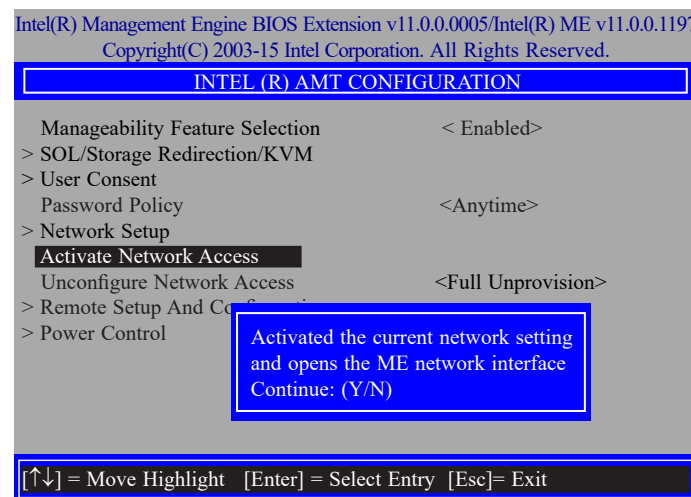 Intel(R) Management Engine BIOS Extension v11.0.0.0005/Intel(R) ME v11.0.0.1197
Copyright(C) 2003-15 Intel Corporation. All Rights Reserved.
INTEL (R) AMT CONFIGURATION
Manageability Feature Selection < Enabled>
> SOL/Storage Redirection/KVM
> User Consent
Password Policy <Anytime>
> Network Setup
Activate Network Access
Unconfigure Network Access <Full Unprovision>
> Remote Setup And
> Power Control
Activated the current network setting
and opens the ME network interface
Continue: (Y/N)
[↑↓] = Move Highlight [Enter] = Select Entry [Esc]= Exit